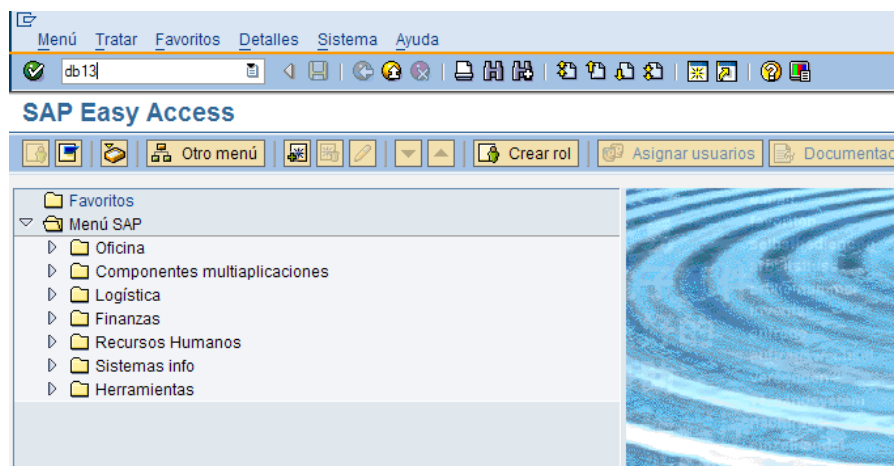 Menú Tratar Favoritos Detalles Sistema Ayuda
db13
SAP Easy Access
Otro menú Crear rol Asignar usuarios Documentac
Favoritos
Menú SAP
Oficina
Componentes multiaplicaciones
Logística
Finanzas
Recursos Humanos
Sistemas info
Herramientas